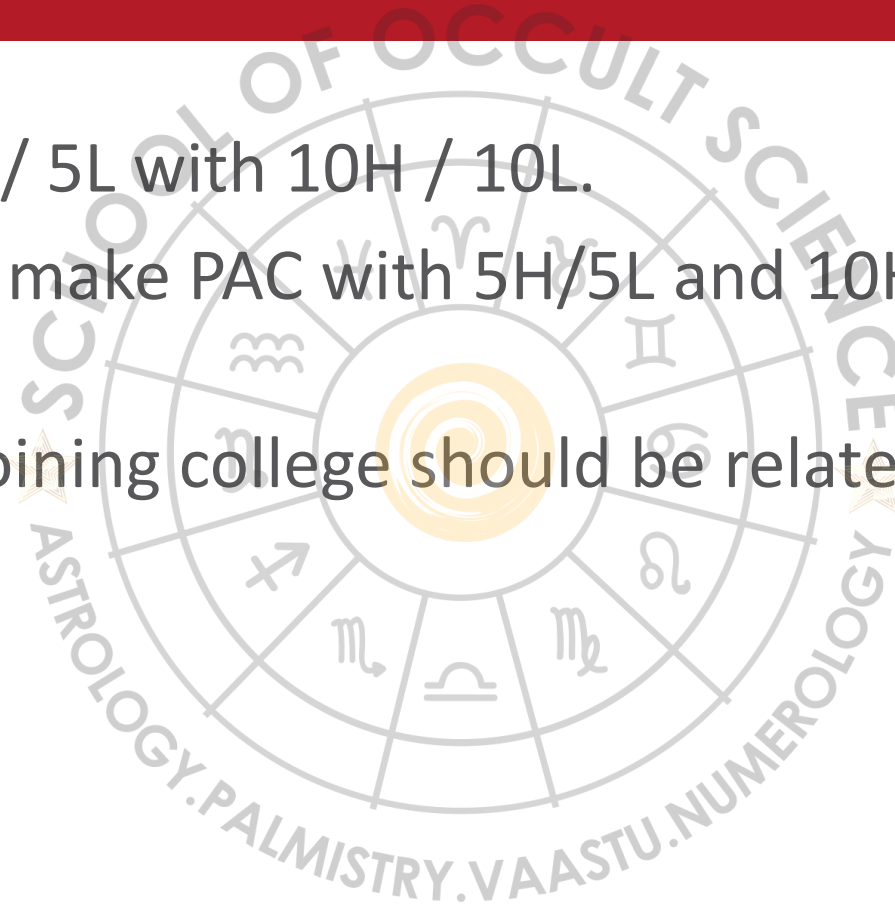 SCHOOL OF OCCULT SCIENCE
/ 5L with 10H / 10L.
make PAC with 5H/5L and 10H
oining college should be relate
ASTROLOGY.PALMISTRY.VAASTU.NUMEROLOGY